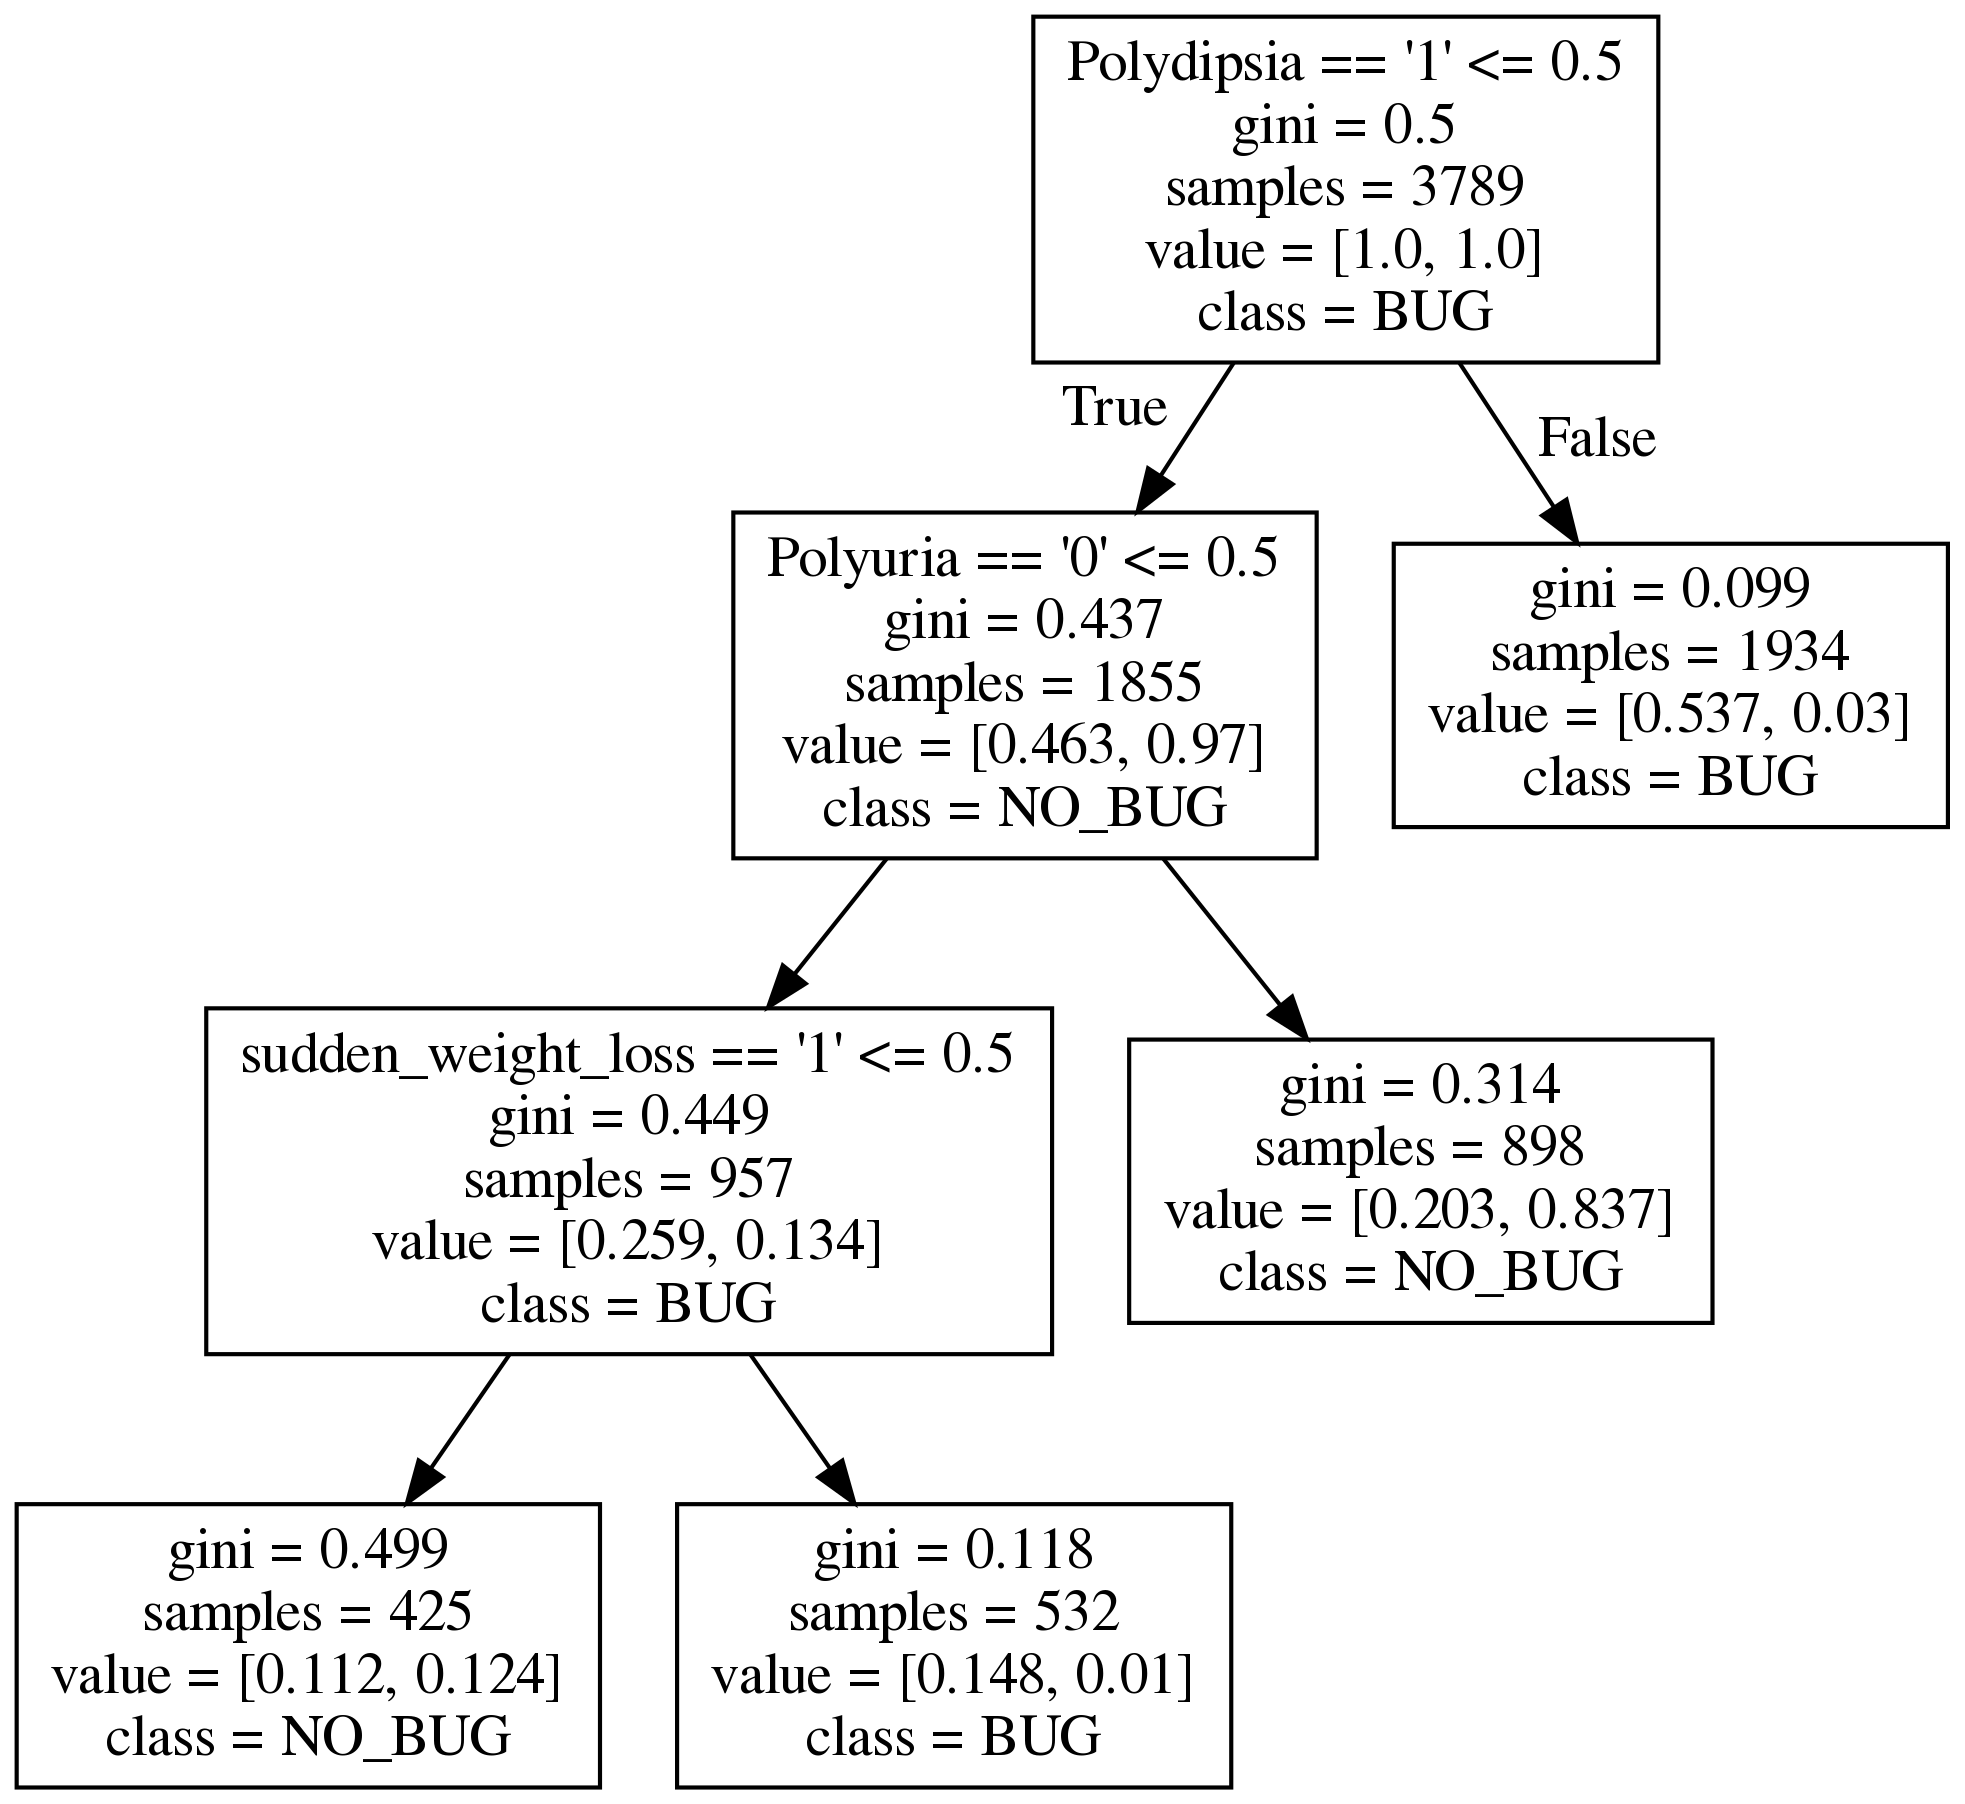 Polydipsia == '1' <= 0.5
gini = 0.5
samples = 3789
value = [1.0, 1.0]
class = BUG
True
False
Polyuria == '0' <= 0.5
gini = 0.437
samples = 1855
value = [0.463, 0.97]
class = NO_BUG
gini = 0.099
samples = 1934
value = [0.537, 0.03]
class = BUG
sudden_weight_loss == '1' <= 0.5
gini = 0.449
samples = 957
value = [0.259, 0.134]
class = BUG
gini = 0.314
samples = 898
value = [0.203, 0.837]
class = NO_BUG
gini = 0.499
samples = 425
value = [0.112, 0.124]
class = NO_BUG
gini = 0.118
samples = 532
value = [0.148, 0.01]
class = BUG